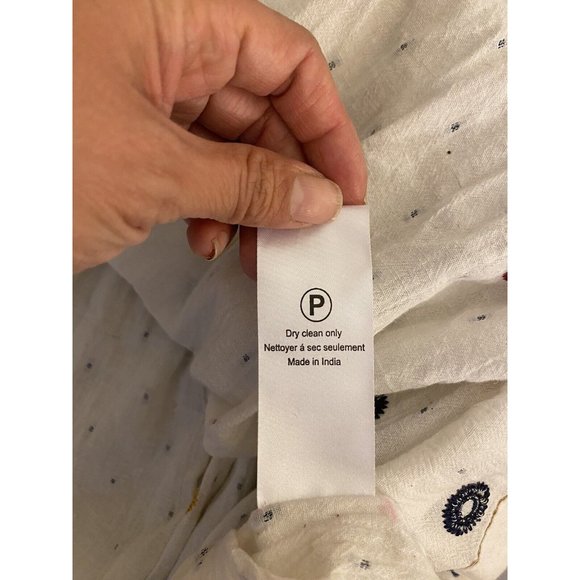 P
Dry clean only
Nettoyer á sec seulement
Made in India